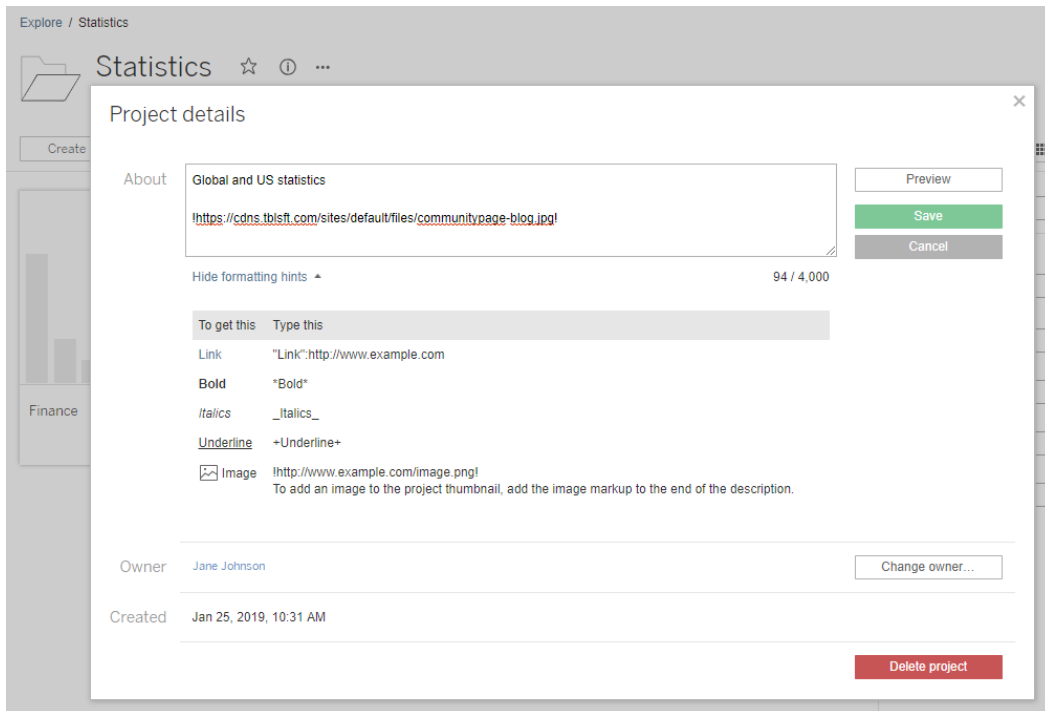 Explore / Statistics
Statistics
Project details
Create
About
Global and US statistics
!https://cdns.tblsft.com/sites/default/files/communitypage-blog.jpg!
Preview
Save
Cancel
Hide formatting hints
94 / 4,000
To get this Type this
Link "Link":http://www.example.com
Bold *Bold*
Italics _Italics_
Underline +Underline+
Image !http://www.example.com/image.png!
To add an image to the project thumbnail, add the image markup to the end of the description.
Finance
Owner Jane Johnson Change owner...
Created Jan 25, 2019, 10:31 AM
Delete project